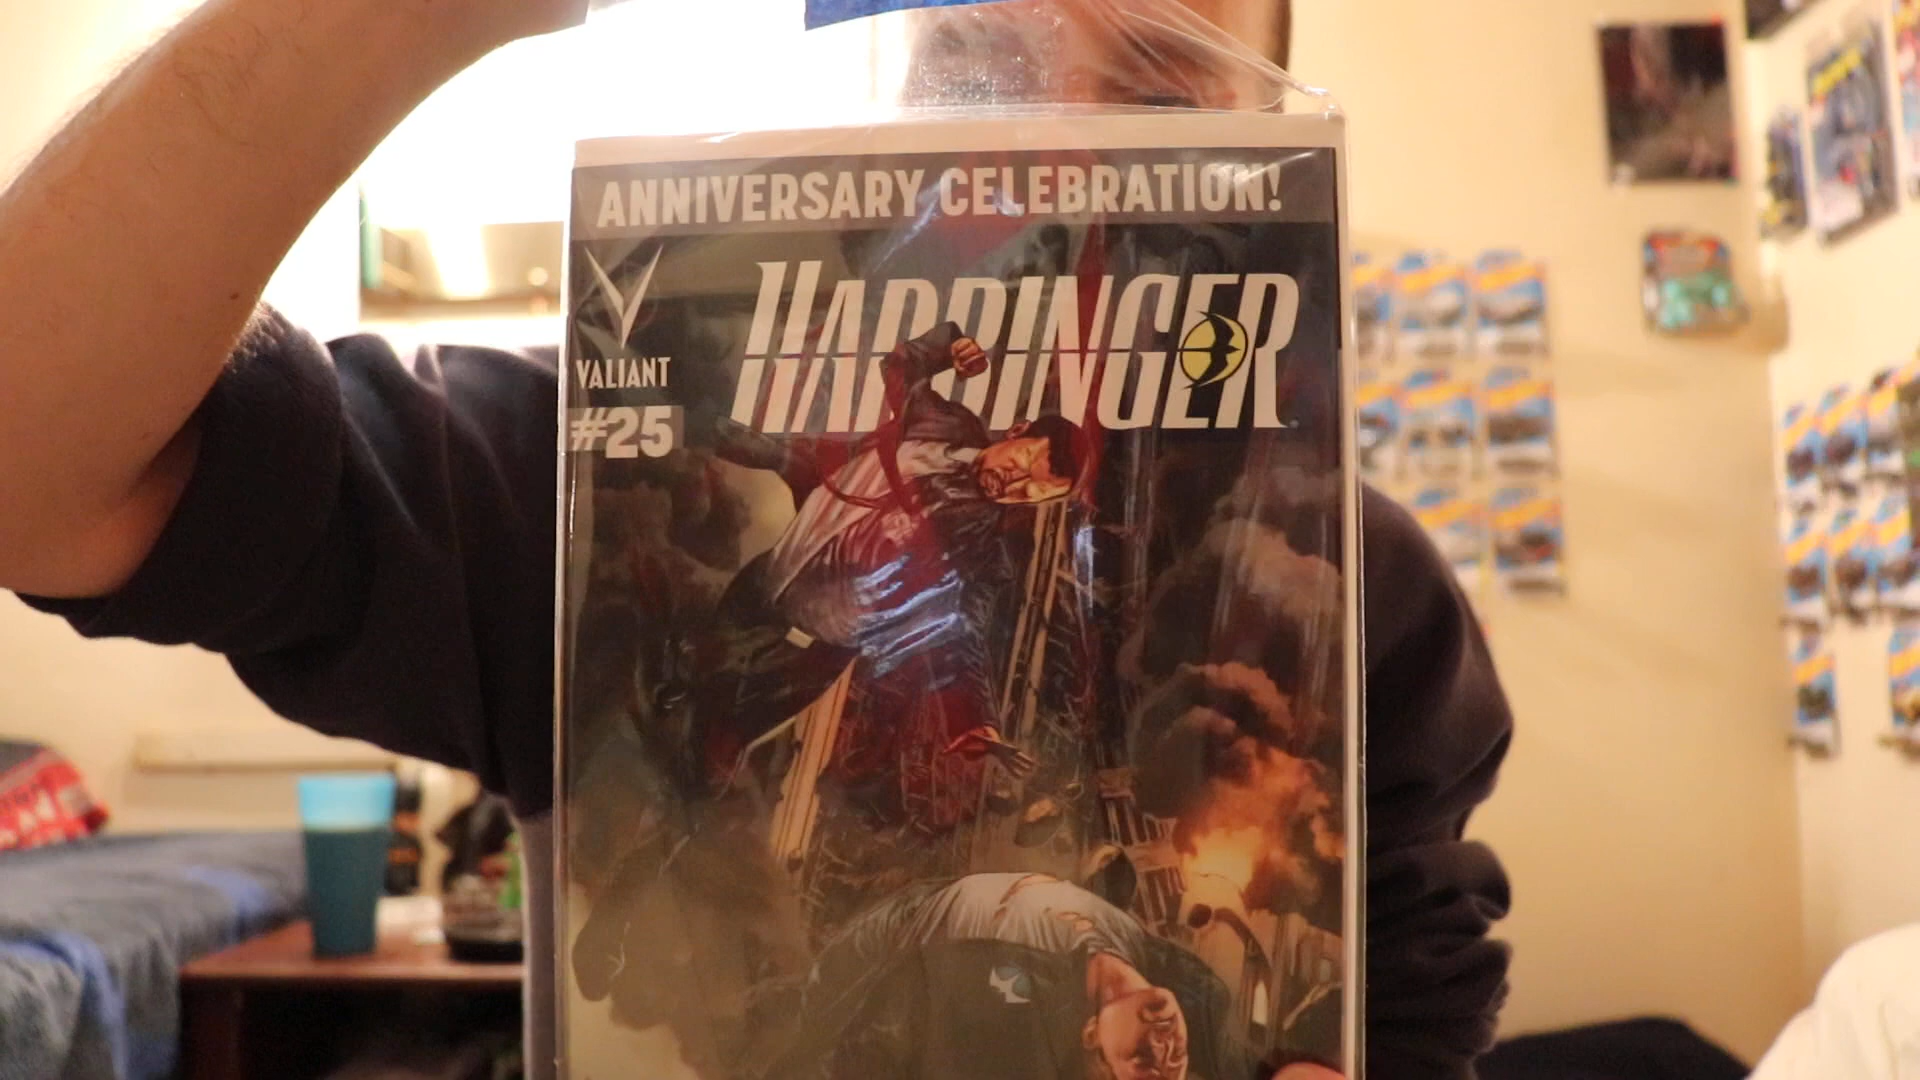 ANNIVERSARY CELEBRATION!
HARBINGER
VALIANT
#25